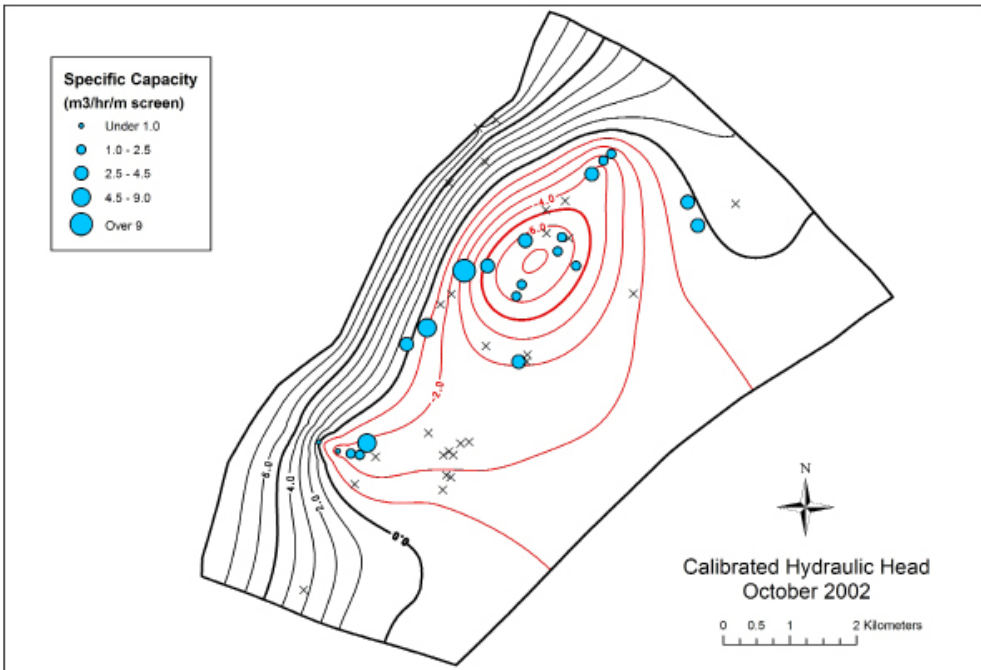 Specific Capacity
(m3/hr/m screen)
Under 1.0
1.0 - 2.5
2.5 - 4.5
4.5 - 9.0
Over 9
-4.0
-6.0
-2.0
6.0
4.0
2.0
0.0
N
Calibrated Hydraulic Head
October 2002
0 0.5 1 2 Kilometers